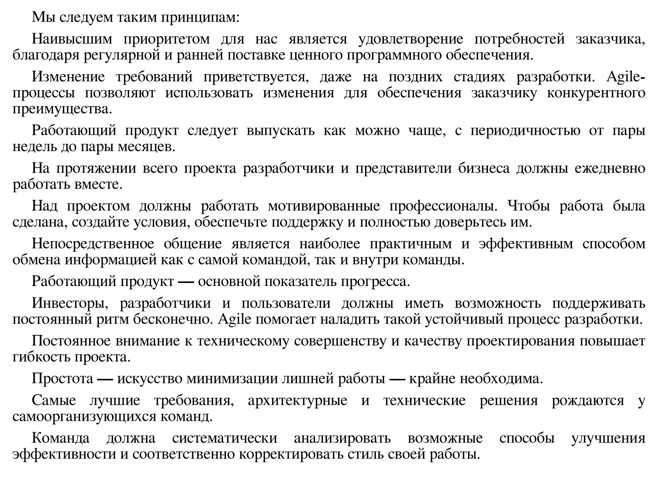 Мы следуем таким принципам:
Наивысшим приоритетом для нас является удовлетворение потребностей заказчика,
благодаря регулярной и ранней поставке ценного программного обеспечения.
Изменение требований приветствуется, даже на поздних стадиях разработки. Agile-
процессы позволяют использовать изменения для обеспечения заказчику конкурентного
преимущества.
Работающий продукт следует выпускать как можно чаще, с периодичностью от пары
недель до пары месяцев.
На протяжении всего проекта разработчики и представители бизнеса должны ежедневно
работать вместе.
Над проектом должны работать мотивированные профессионалы. Чтобы работа была
сделана, создайте условия, обеспечьте поддержку и полностью доверьтесь им.
Непосредственное общение является наиболее практичным и эффективным способом
обмена информацией как с самой командой, так и внутри команды.
Работающий продукт — основной показатель прогресса.
Инвесторы, разработчики и пользователи должны иметь возможность поддерживать
постоянный ритм бесконечно. Agile помогает наладить такой устойчивый процесс разработки.
Постоянное внимание к техническому совершенству и качеству проектирования повышает
гибкость проекта.
Простота — искусство минимизации лишней работы — крайне необходима.
Самые лучшие требования, архитектурные и технические решения рождаются у
самоорганизующихся команд.
Команда должна систематически анализировать возможные способы улучшения
эффективности и соответственно корректировать стиль своей работы.